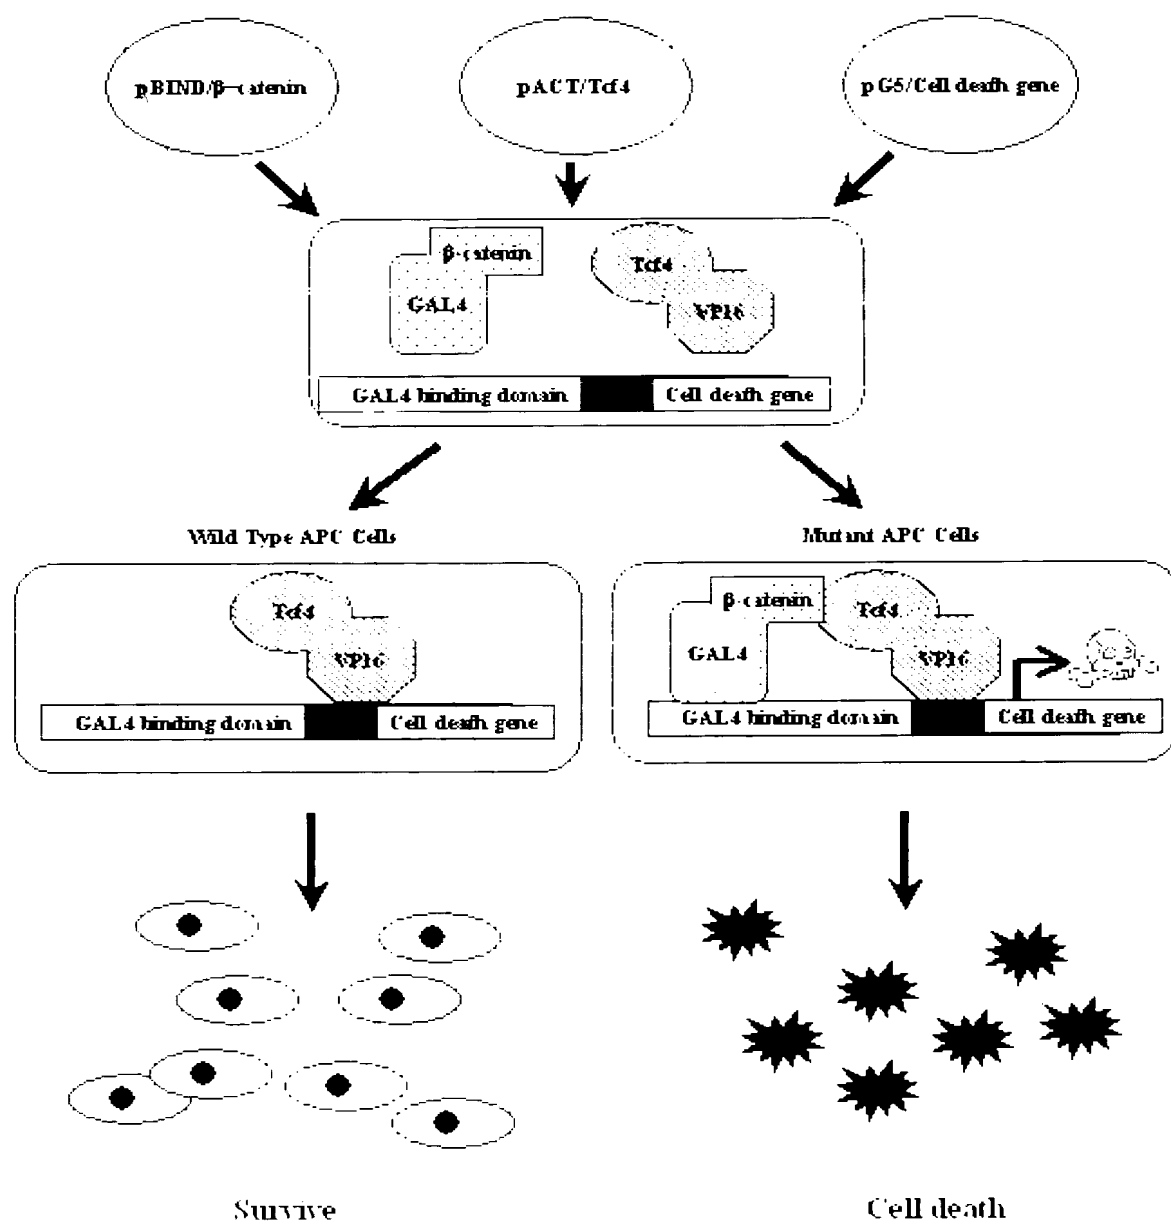 pBIND/β-catenin
pACT/Tcf4
pG5/Cell death gene
β-catenin
Tcf4
GAL4
VP16
GAL4 binding domain
Cell death gene
Wild Type APC Cells
Mutant APC Cells
Tcf4
VP16
GAL4 binding domain
Cell death gene
β-catenin
Tcf4
GAL4
VP16
GAL4 binding domain
Cell death gene
Survive
Cell death